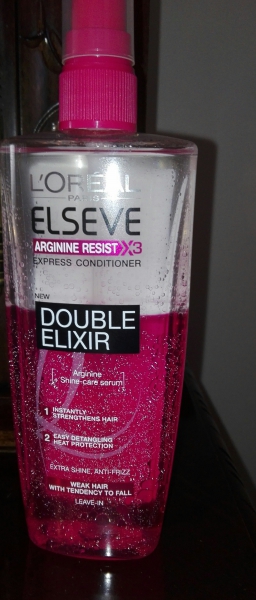 L'ORÉAL
PARIS
ELSEVE
ARGININE RESIST X3
EXPRESS CONDITIONER
NEW
DOUBLE
ELIXIR
[ Arginine
+ Shine-care serum ]
1 INSTANTLY
STRENGTHENS HAIR
2 EASY DETANGLING
HEAT PROTECTION
EXTRA SHINE, ANTI-FRIZZ
WEAK HAIR
WITH TENDENCY TO FALL
LEAVE-IN